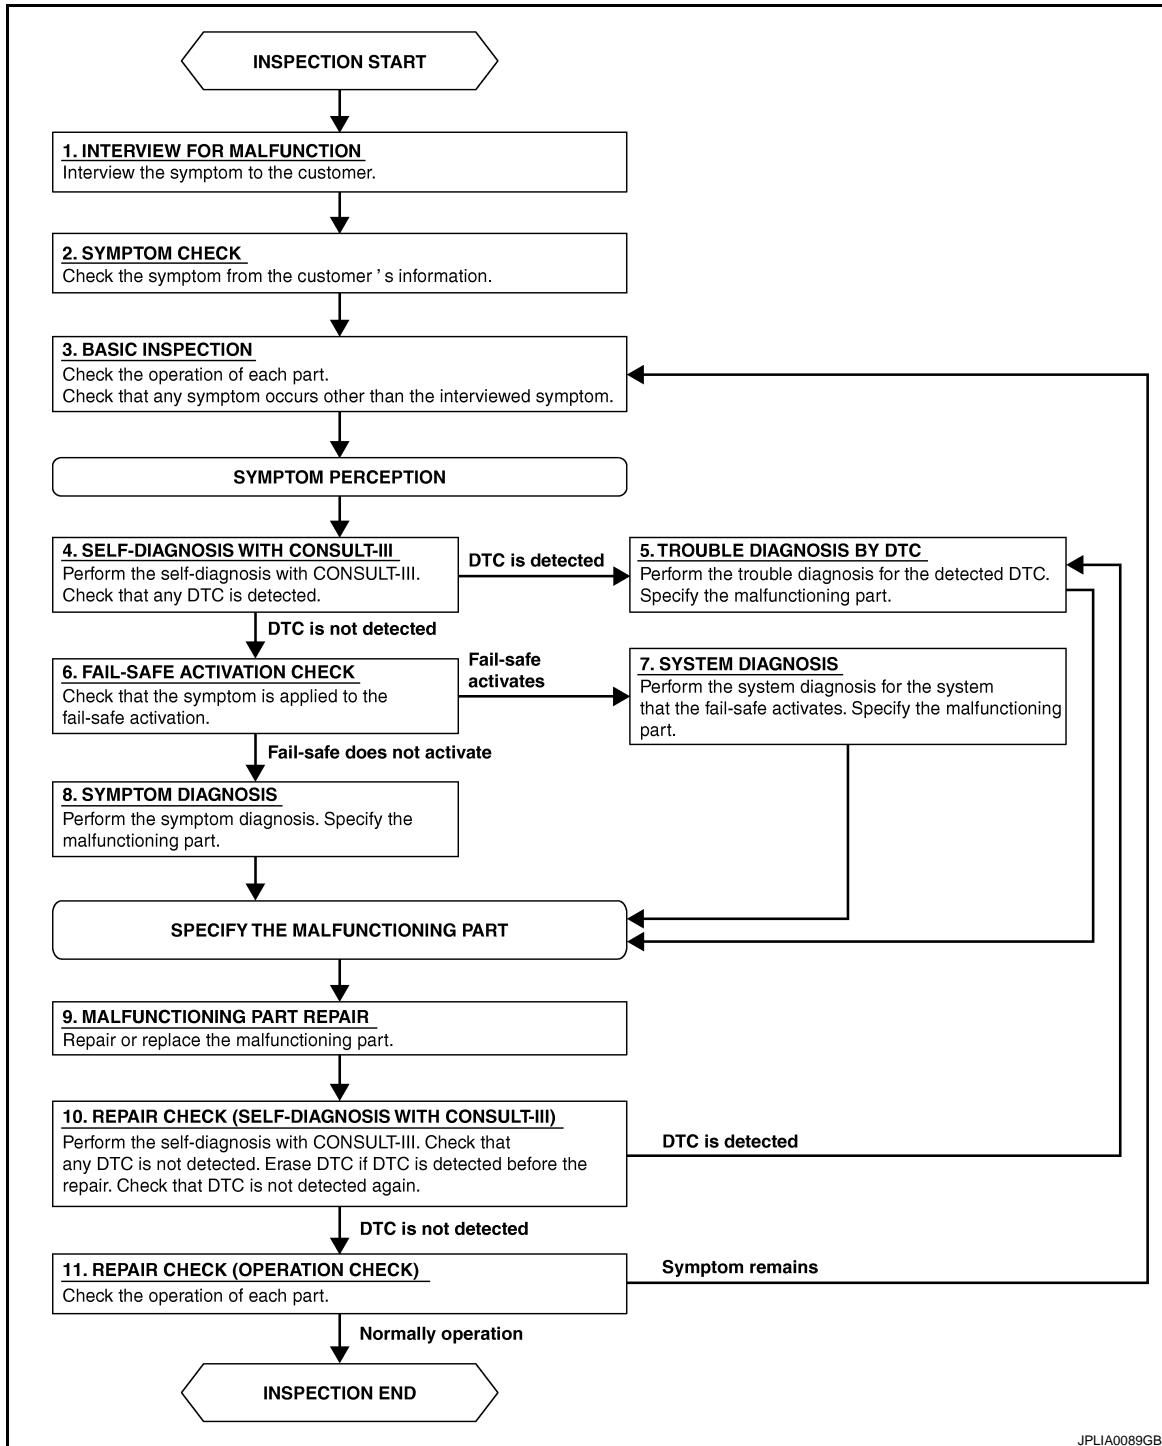 INSPECTION START
1. INTERVIEW FOR MALFUNCTION
Interview the symptom to the customer.
2. SYMPTOM CHECK
Check the symptom from the customer ’ s information.
3. BASIC INSPECTION
Check the operation of each part.
Check that any symptom occurs other than the interviewed symptom.
SYMPTOM PERCEPTION
4. SELF-DIAGNOSIS WITH CONSULT-III
Perform the self-diagnosis with CONSULT-III.
Check that any DTC is detected.
DTC is detected
5. TROUBLE DIAGNOSIS BY DTC
Perform the trouble diagnosis for the detected DTC.
Specify the malfunctioning part.
DTC is not detected
6. FAIL-SAFE ACTIVATION CHECK
Check that the symptom is applied to the
fail-safe activation.
Fail-safe
activates
7. SYSTEM DIAGNOSIS
Perform the system diagnosis for the system
that the fail-safe activates. Specify the malfunctioning
part.
Fail-safe does not activate
8. SYMPTOM DIAGNOSIS
Perform the symptom diagnosis. Specify the
malfunctioning part.
SPECIFY THE MALFUNCTIONING PART
9. MALFUNCTIONING PART REPAIR
Repair or replace the malfunctioning part.
10. REPAIR CHECK (SELF-DIAGNOSIS WITH CONSULT-III)
Perform the self-diagnosis with CONSULT-III. Check that
any DTC is not detected. Erase DTC if DTC is detected before the
repair. Check that DTC is not detected again.
DTC is detected
DTC is not detected
11. REPAIR CHECK (OPERATION CHECK)
Check the operation of each part.
Symptom remains
Normally operation
INSPECTION END
JPLIA0089GB